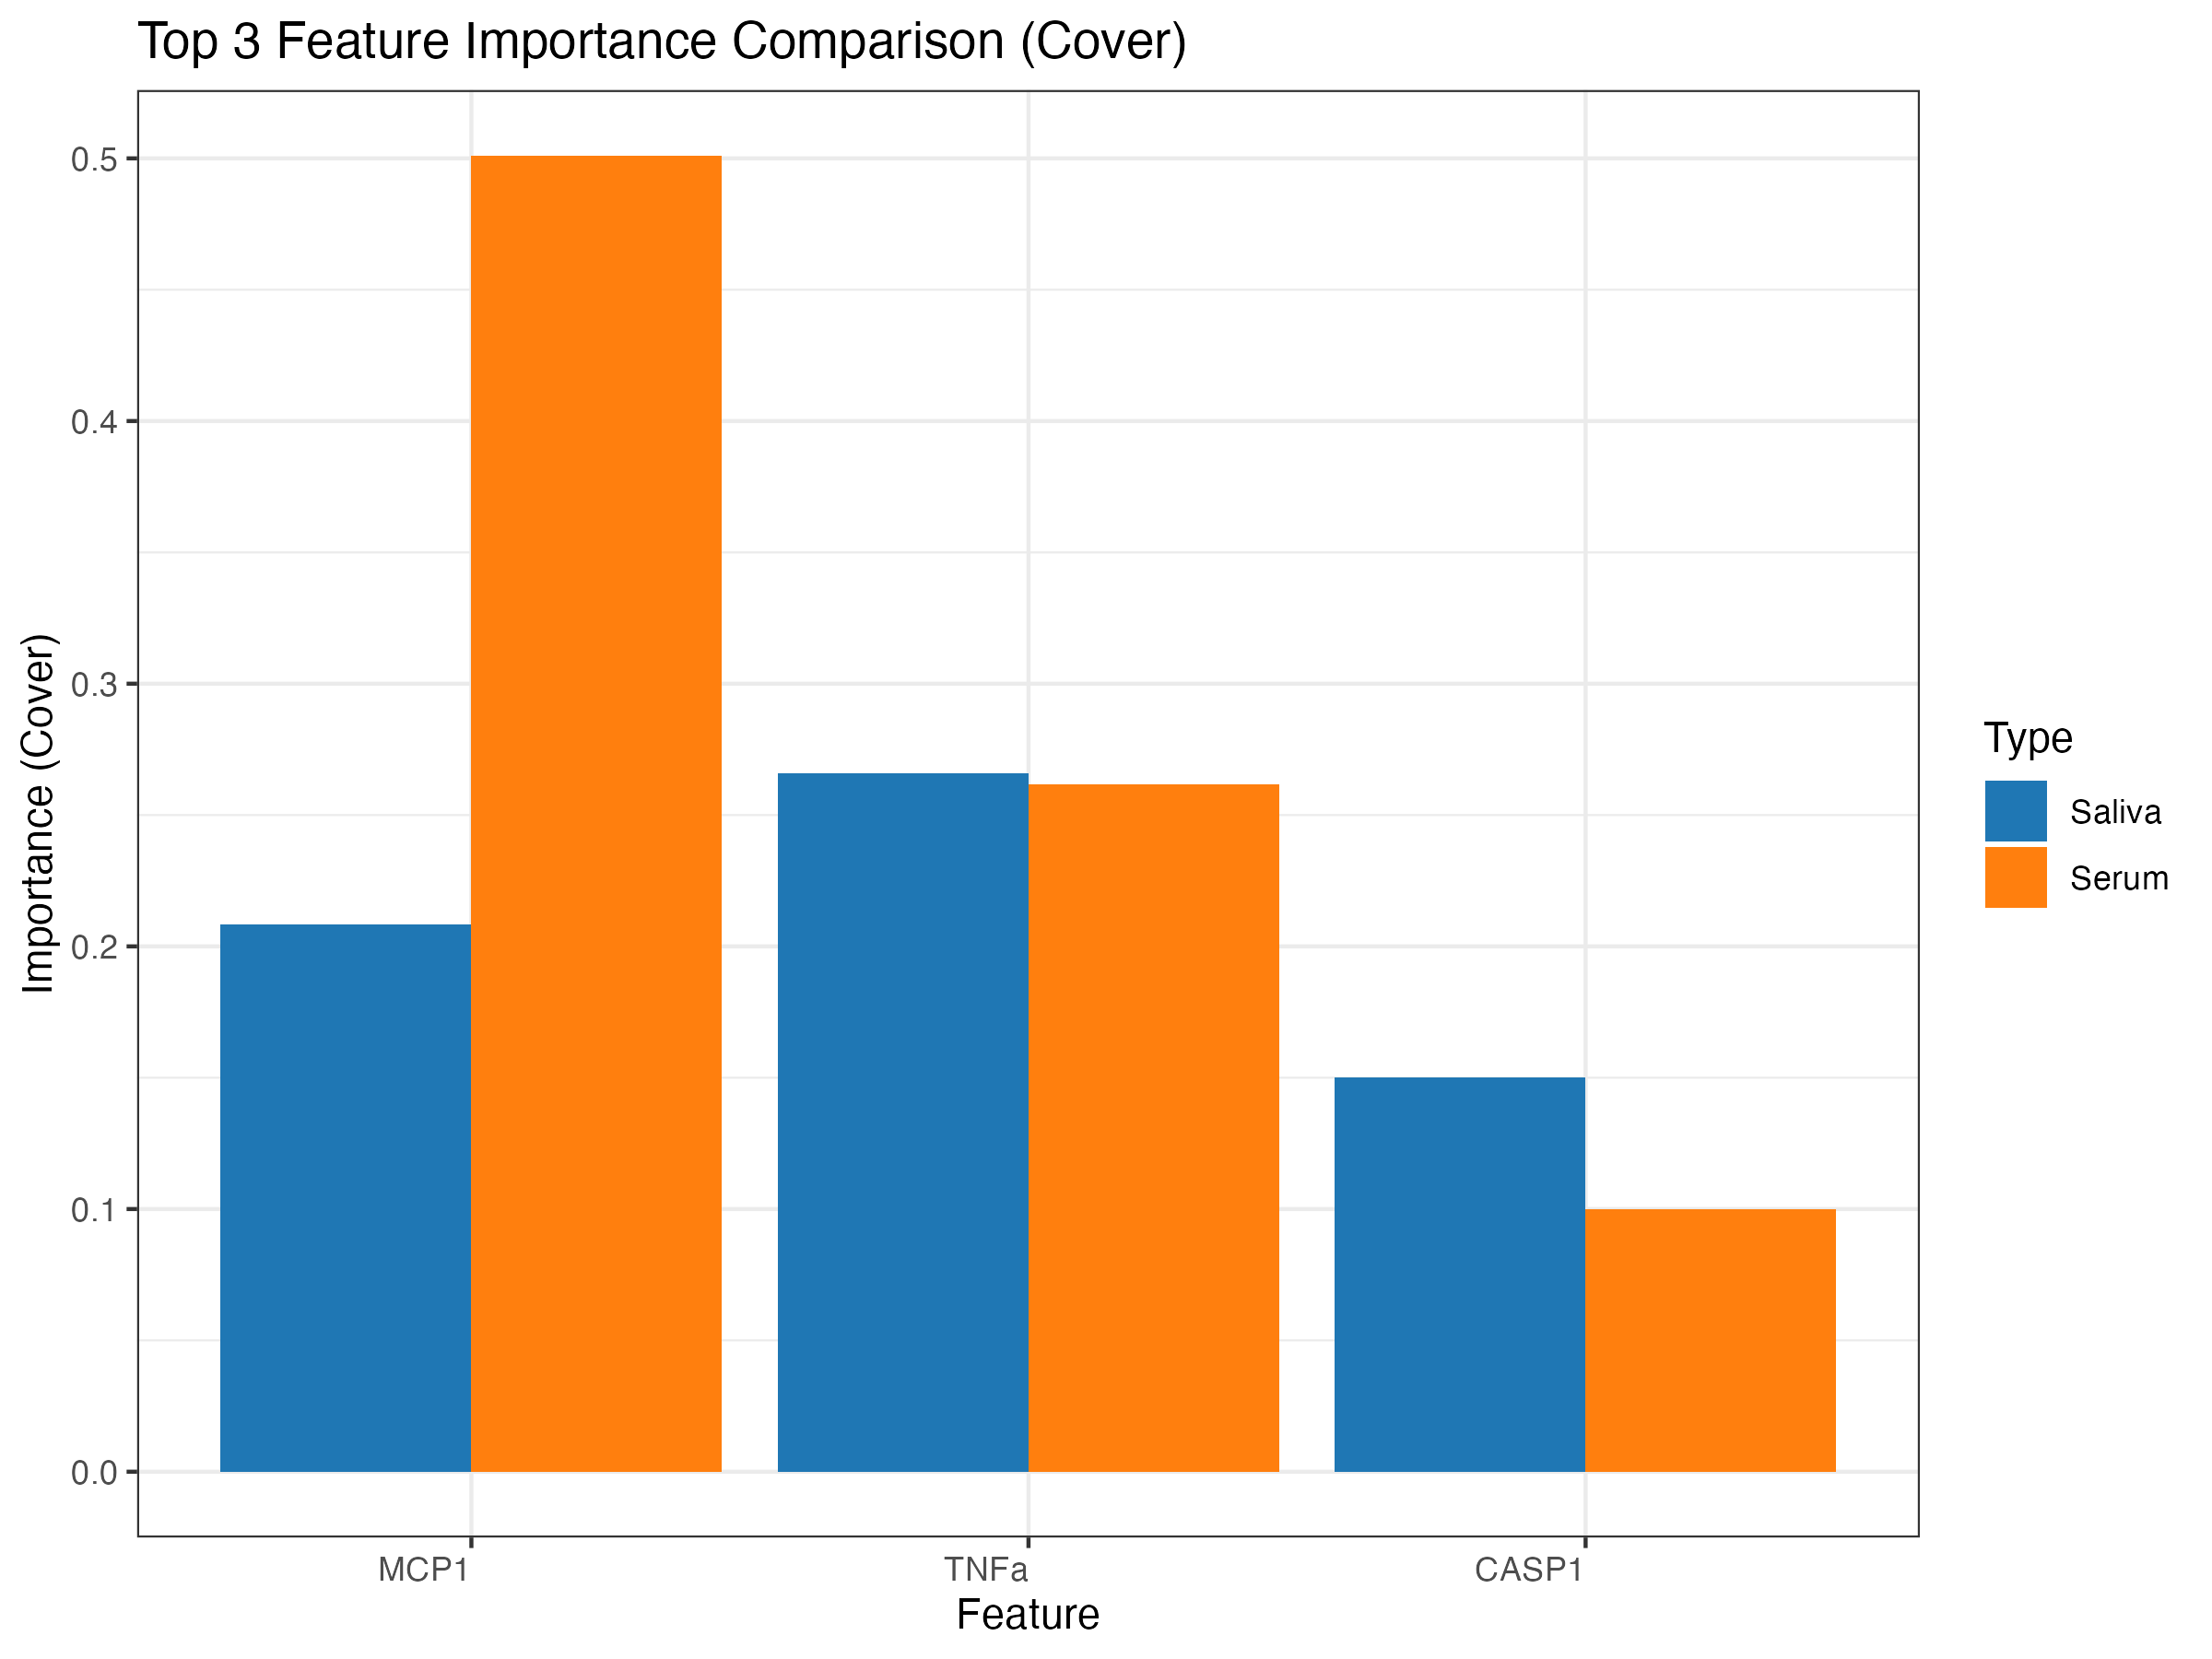 Top 3 Feature Importance Comparison (Cover)
Importance (Cover)
0.5
0.4
0.3
0.2
0.1
0.0
MCP1 TNFa CASP1
Feature
Type
Saliva
Serum